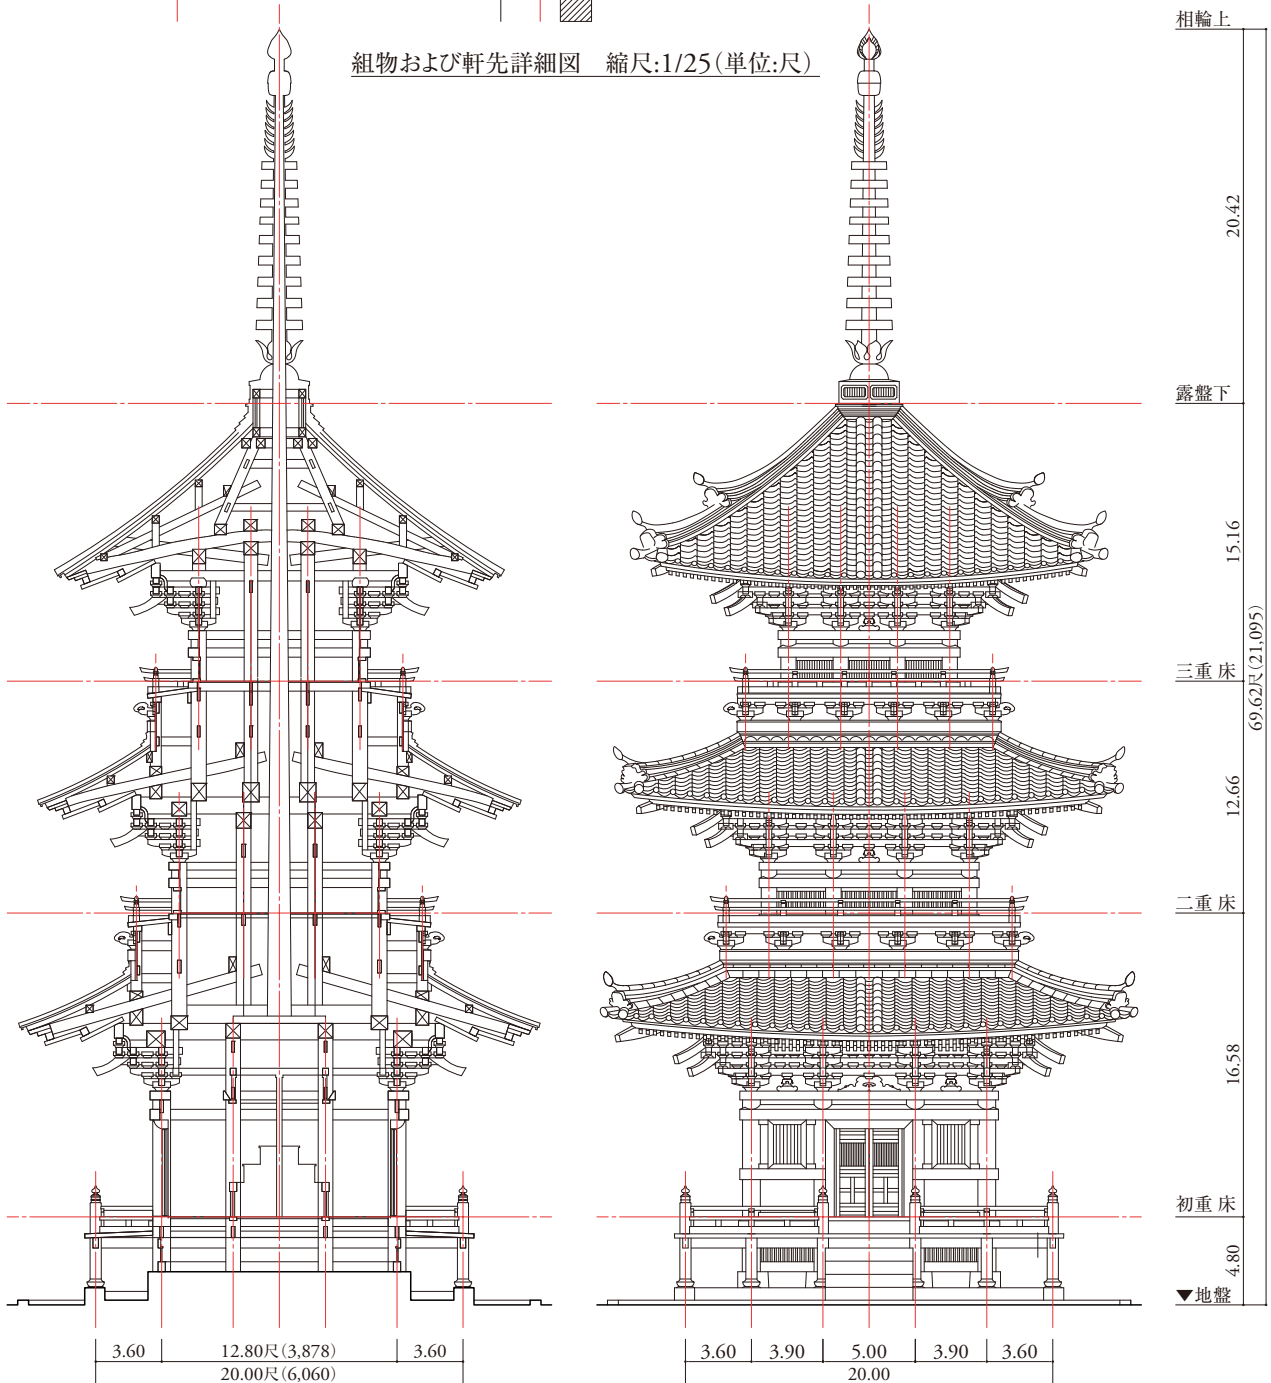 組物および軒先詳細図　縮尺:1/25(単位:尺)
相輪上
20.42
露盤下
15.16
三重 床
69.62尺(21,095)
12.66
二重 床
16.58
初重 床
4.80
▼地盤
3.60 12.80尺(3,878) 3.60
20.00尺(6,060)
3.60 3.90 5.00 3.90 3.60
20.00